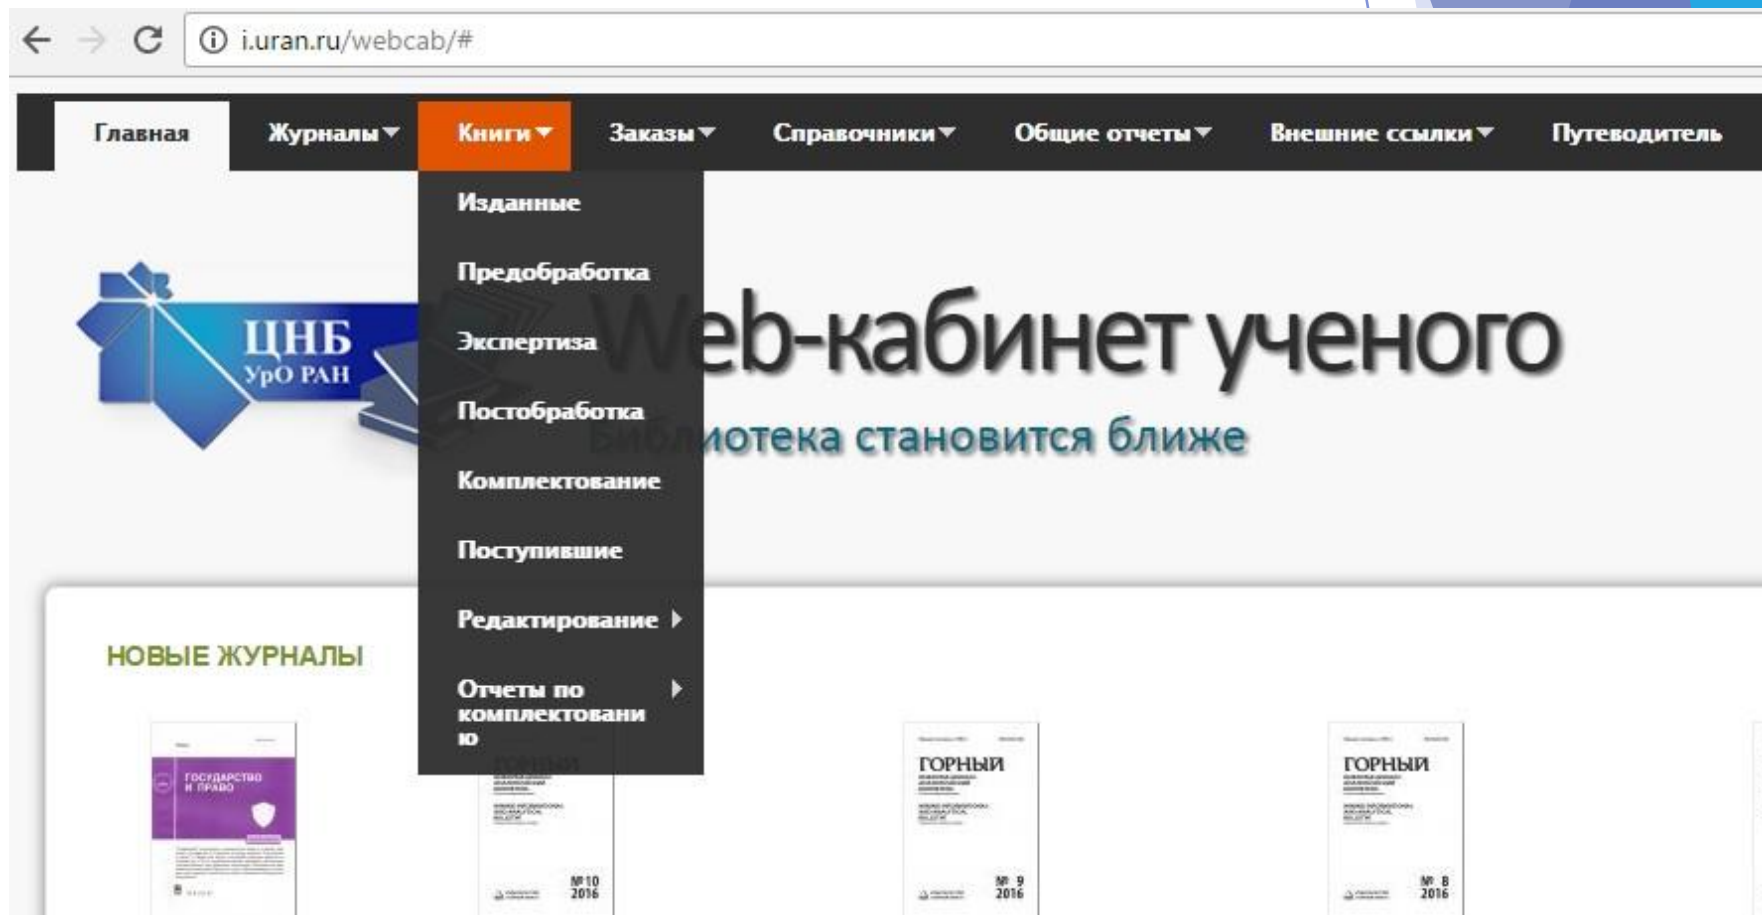 i.uran.ru/webcab/#
Главная Журналы Книги Заказы Справочники Общие отчеты Внешние ссылки Путеводитель
Изданные
Предобработка
Экспертиза
Постобработка
Комплектование
Поступившие
Редактирование
Отчеты по
комплектовани
ю
ЦНБ
УрО РАН
Web-кабинет ученого
Библиотека становится ближе
НОВЫЕ ЖУРНАЛЫ
ГОСУДАРСТВО
И ПРАВО
ГОРНЫЙ
№ 10
2016
ГОРНЫЙ
№ 9
2016
ГОРНЫЙ
№ 8
2016